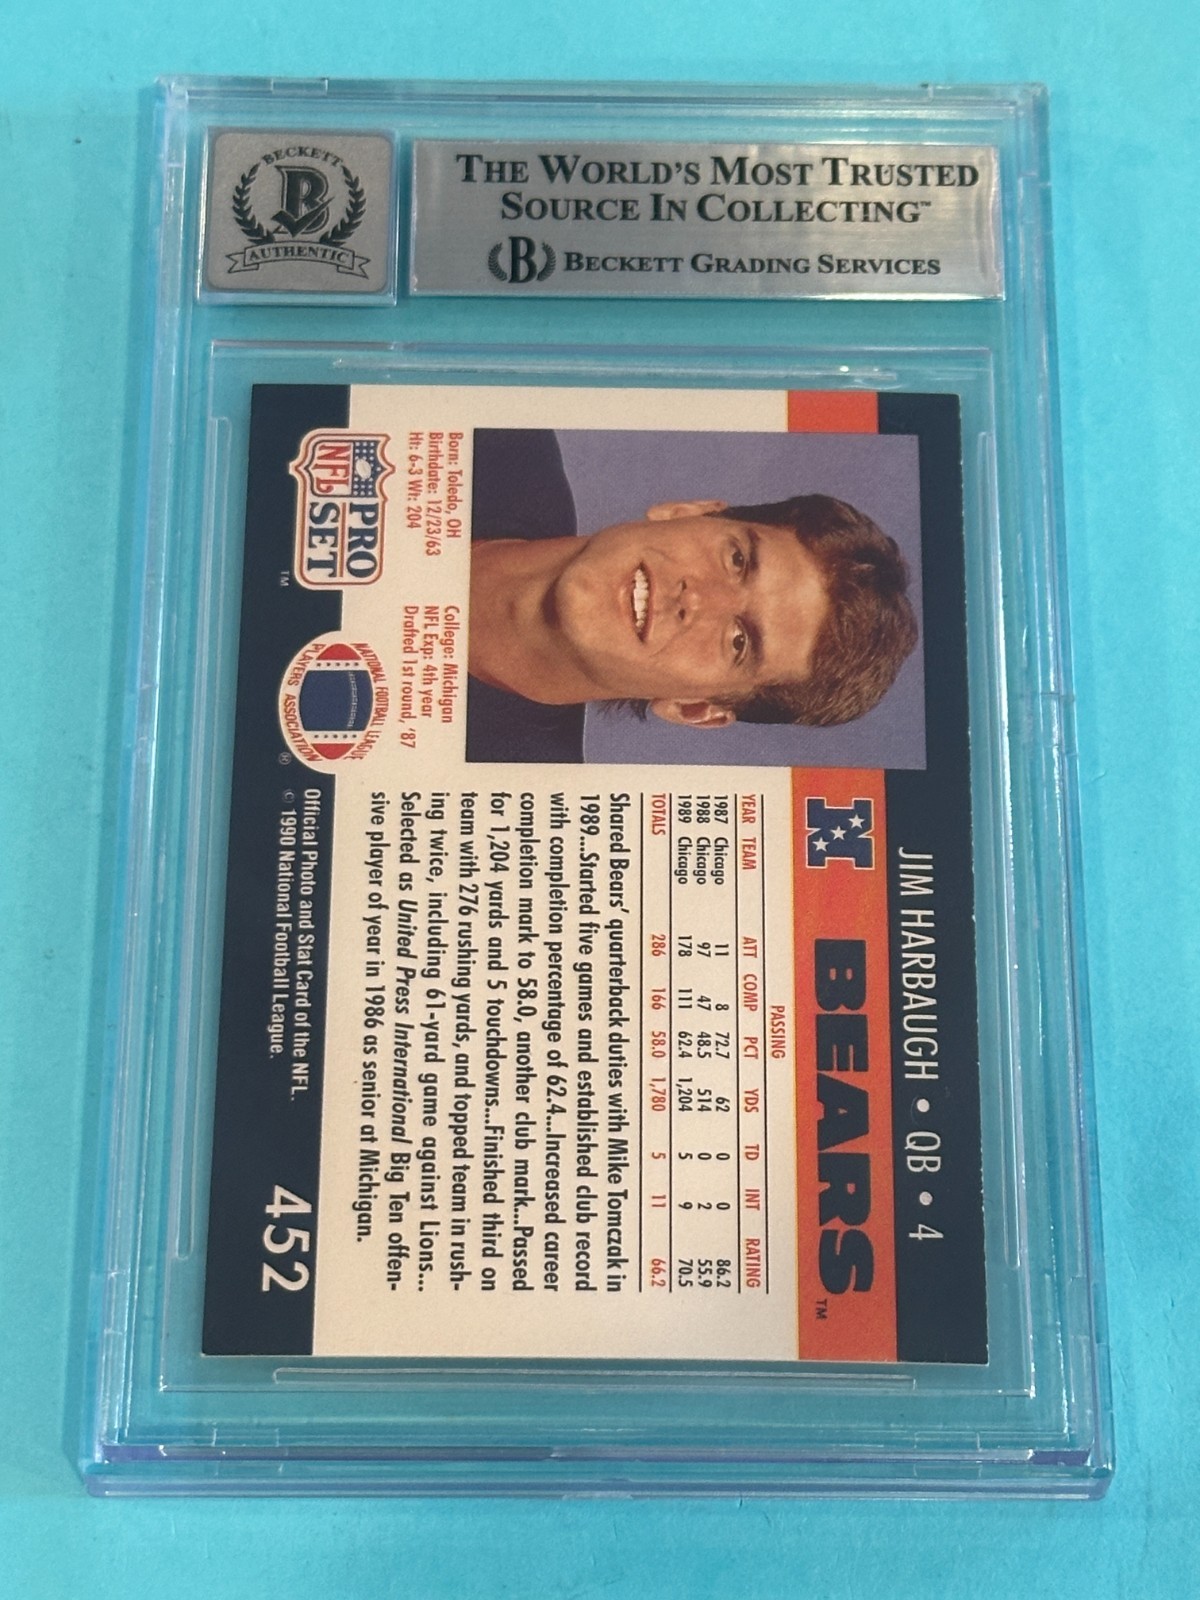 BECKETT
B
AUTHENTIC
THE WORLD'S MOST TRUSTED
SOURCE IN COLLECTING™
B BECKETT GRADING SERVICES
JIM HARBAUGH • QB • 4
N BEARS™
PASSING
YEAR TEAM ATT COMP PCT YDS TD INT RATING
1987 Chicago 11 8 72.7 62 0 0 86.2
1988 Chicago 97 47 48.5 514 0 2 55.9
1989 Chicago 178 111 62.4 1,204 5 9 70.5
TOTALS 286 166 58.0 1,780 5 11 66.2
Shared Bears' quarterback duties with Mike Tomczak in
1989...Started five games and established club record
with completion percentage of 62.4...Increased career
completion mark to 58.0, another club mark...Passed
for 1,204 yards and 5 touchdowns...Finished third on
team with 276 rushing yards, and topped team in rush-
ing twice, including 61-yard game against Lions...
Selected as United Press International Big Ten offen-
sive player of year in 1986 as senior at Michigan.
Born: Toledo, OH
Birthdate: 12/23/63
Ht: 6-3 Wt: 204
College: Michigan
NFL Exp: 4th year
Drafted 1st round, '87
NFL
PRO
SET
™
NATIONAL FOOTBALL LEAGUE
PLAYERS ASSOCIATION
®
Official Photo and Stat Card of the NFL.
© 1990 National Football League.
452